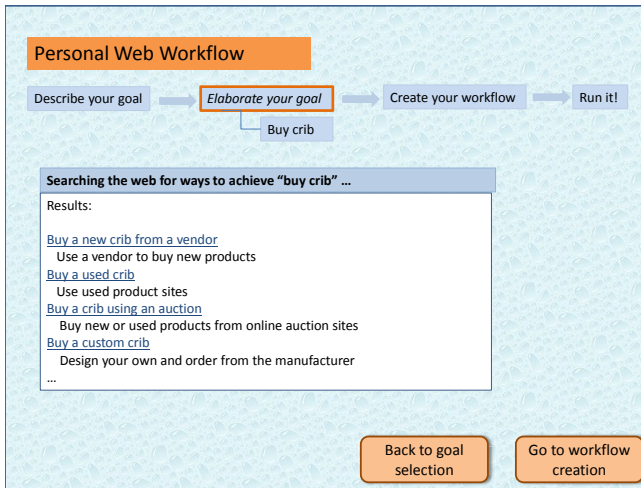 Personal Web Workflow
Describe your goal
Elaborate your goal
Create your workflow
Run it!
Buy crib
Searching the web for ways to achieve “buy crib” …
Results:
Buy a new crib from a vendor
Use a vendor to buy new products
Buy a used crib
Use used product sites
Buy a crib using an auction
Buy new or used products from online auction sites
Buy a custom crib
Design your own and order from the manufacturer
…
Back to goal
selection
Go to workflow
creation